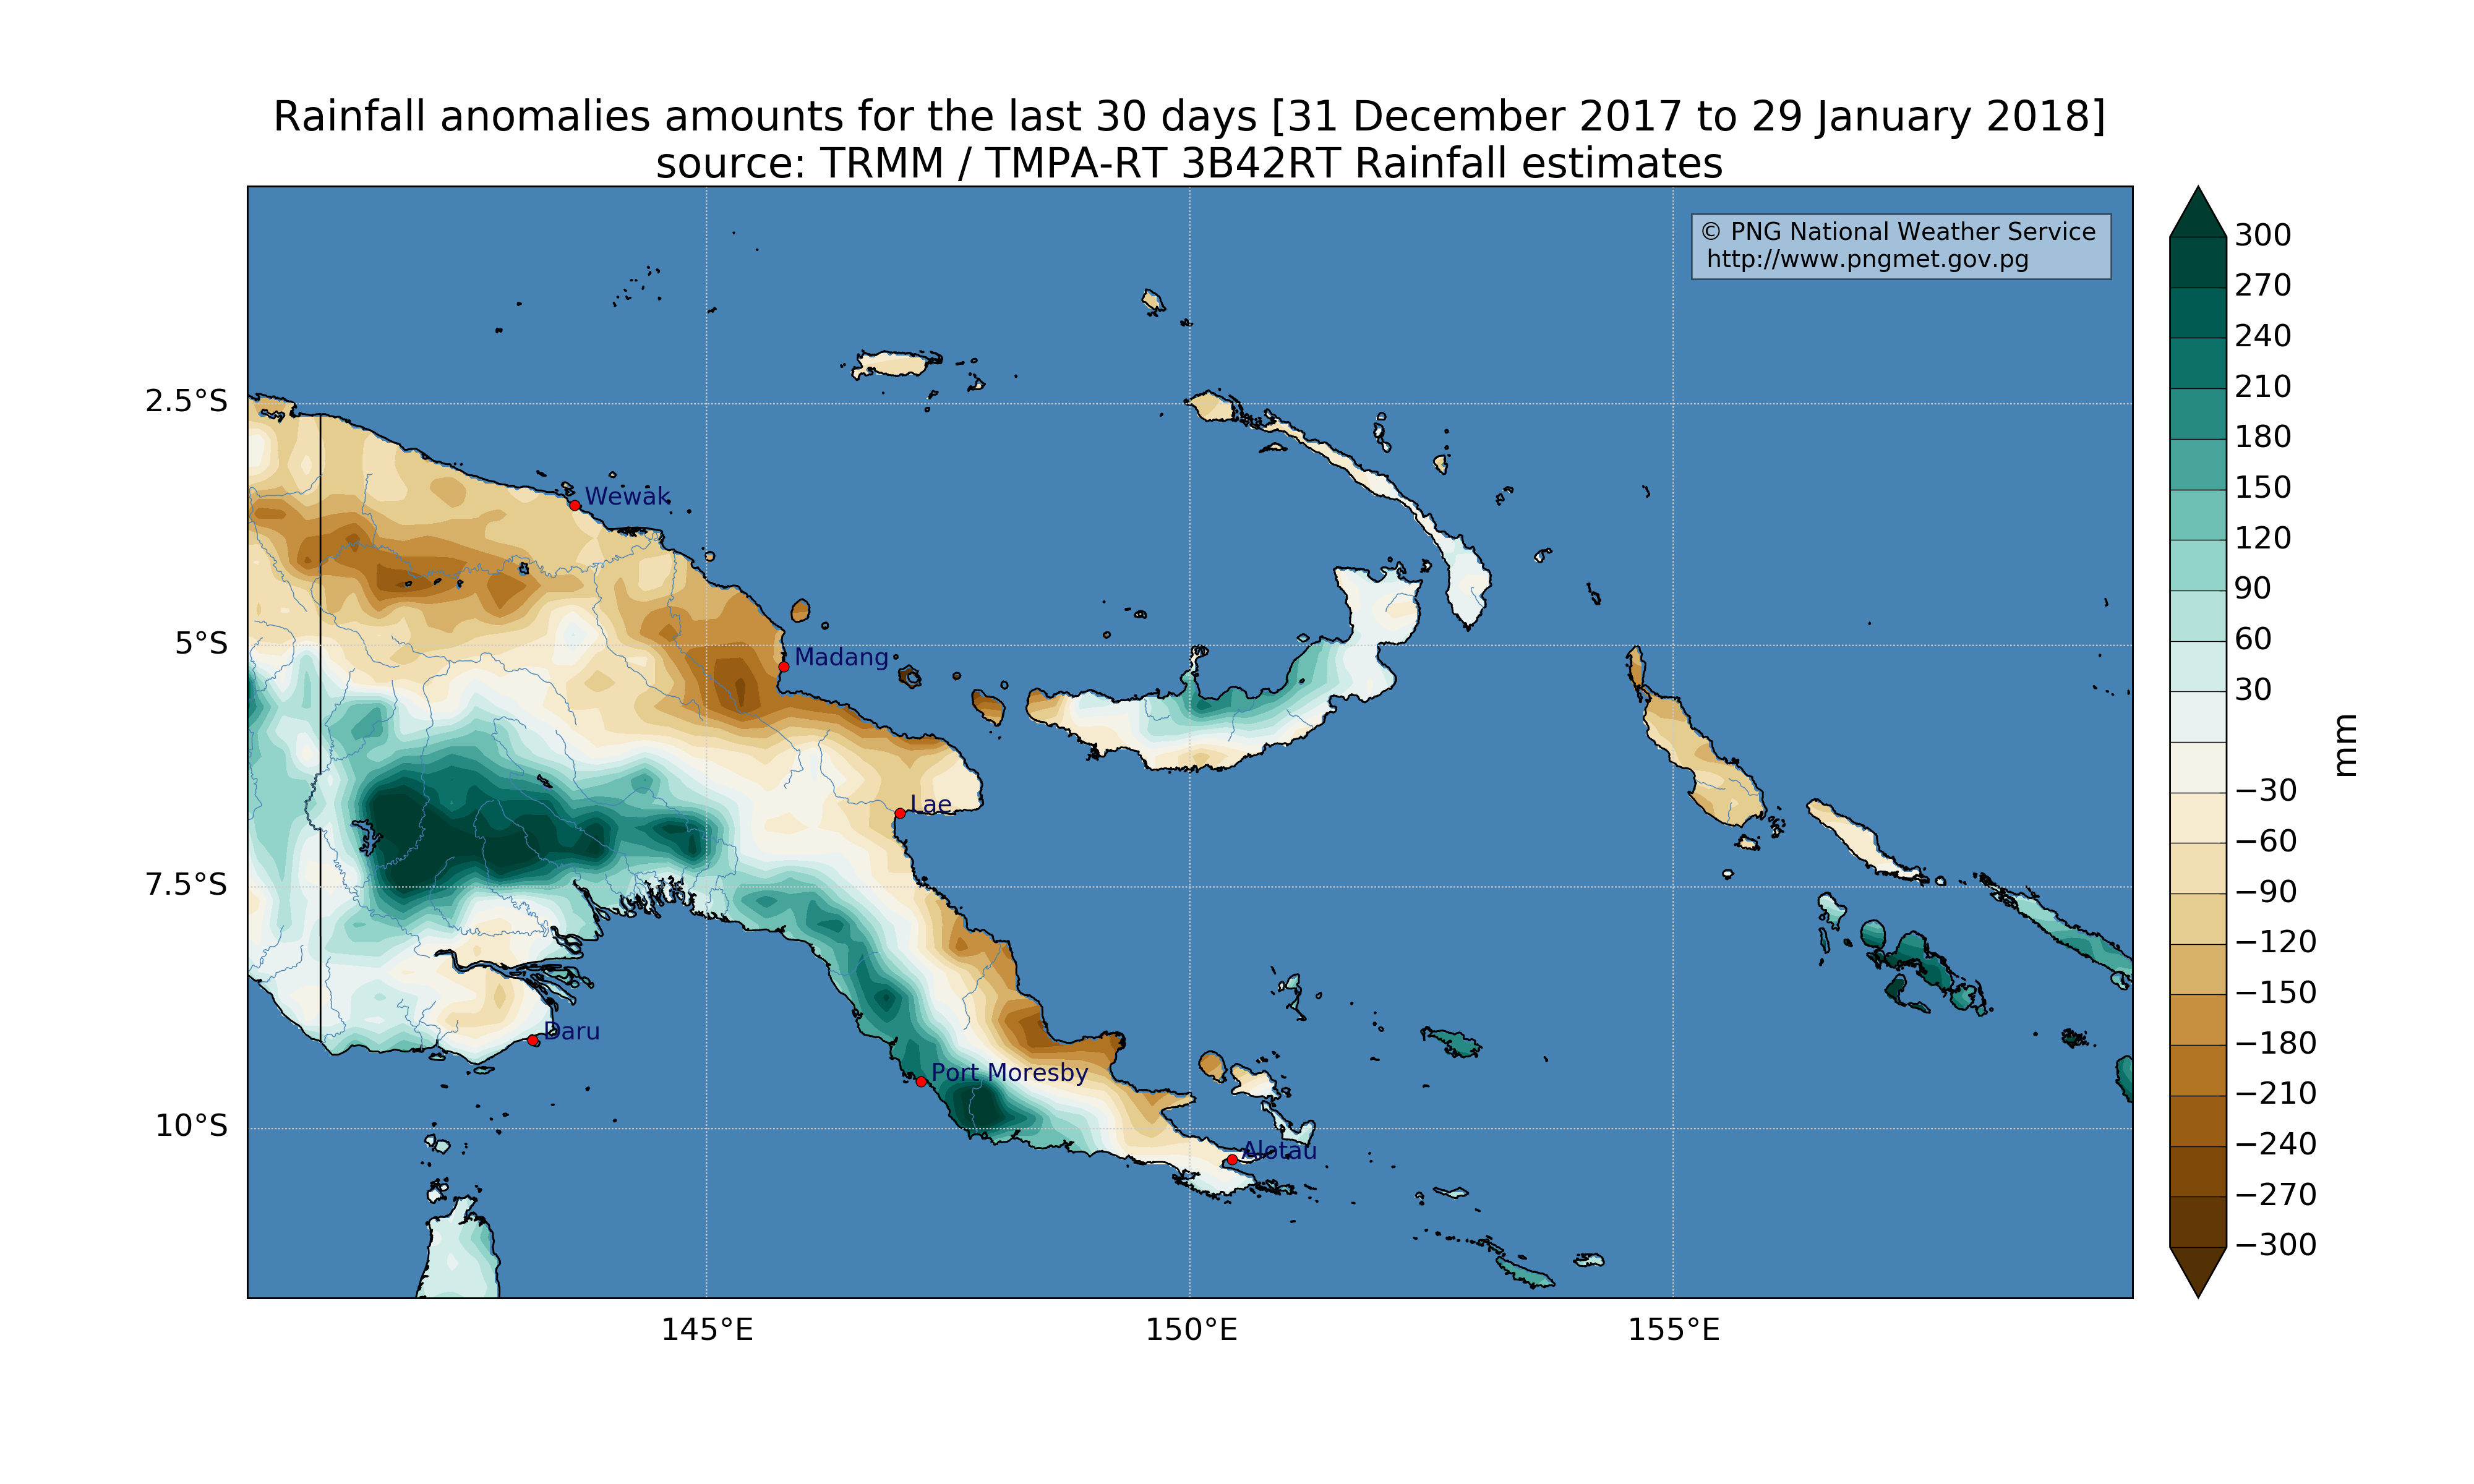 Rainfall anomalies amounts for the last 30 days [31 December 2017 to 29 January 2018]
source: TRMM / TMPA-RT 3B42RT Rainfall estimates
© PNG National Weather Service
http://www.pngmet.gov.pg
2.5°S
5°S
7.5°S
10°S
145°E
150°E
155°E
Wewak
Madang
Lae
Daru
Port Moresby
Alotau
300
270
240
210
180
150
120
90
60
30
−30
−60
−90
−120
−150
−180
−210
−240
−270
−300
mm